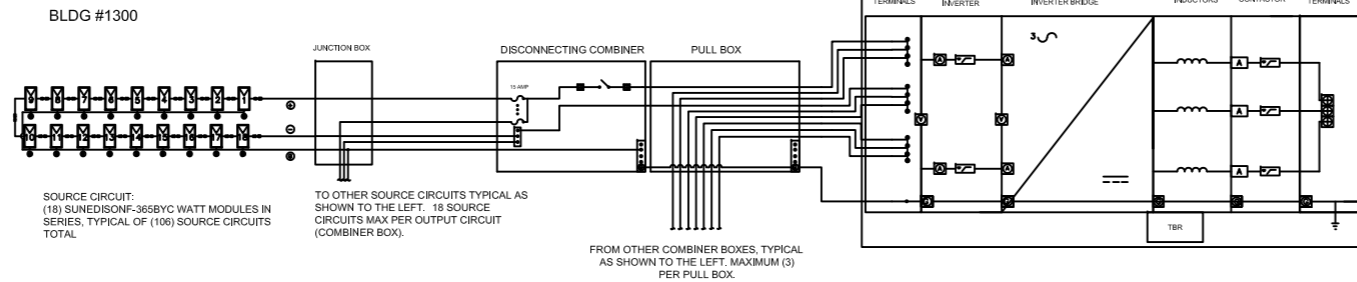 BLDG #1300
TERMINALS
INVERTER
INVERTER BRIDGE
INDUCTORS
CONTACTOR
TERMINALS
JUNCTION BOX
DISCONNECTING COMBINER
PULL BOX
3
15 AMP
9 8 7 6 5 4 3 2 1
10 11 12 13 14 15 16 17 18
A
A
A
A
A
A
A
SOURCE CIRCUIT:
(18) SUNEDISONF-365BYC WATT MODULES IN
SERIES, TYPICAL OF (106) SOURCE CIRCUITS
TOTAL
TO OTHER SOURCE CIRCUITS TYPICAL AS
SHOWN TO THE LEFT. 18 SOURCE
CIRCUITS MAX PER OUTPUT CIRCUIT
(COMBINER BOX).
FROM OTHER COMBINER BOXES, TYPICAL
AS SHOWN TO THE LEFT. MAXIMUM (3)
PER PULL BOX.
TBR